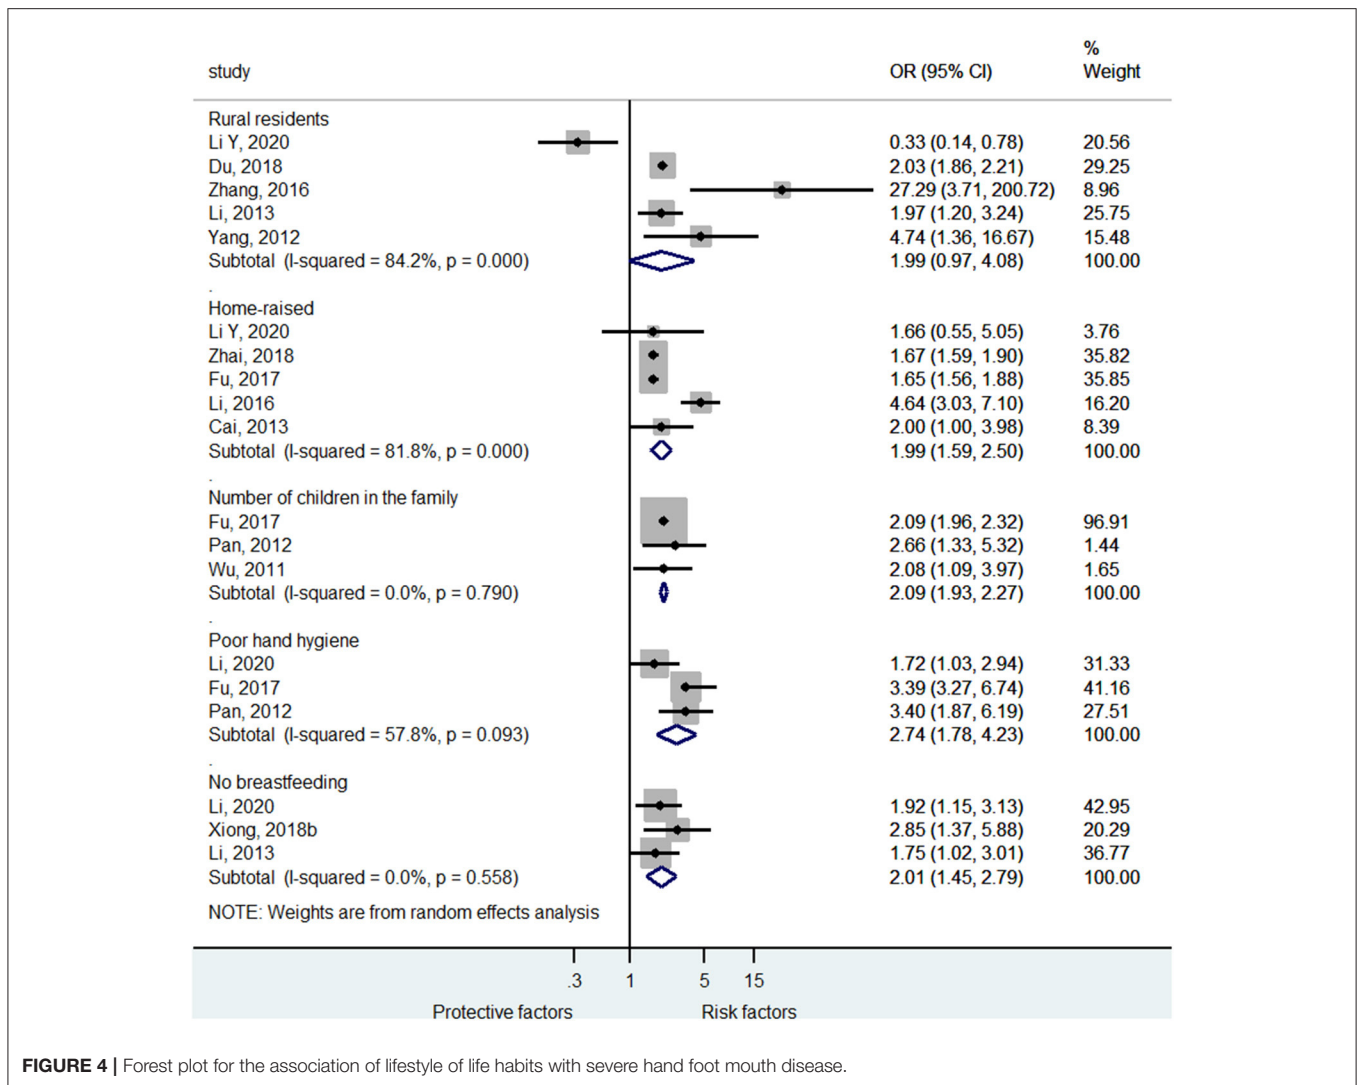 %
study OR (95% CI) Weight
Rural residents
Li Y, 2020 0.33 (0.14, 0.78) 20.56
Du, 2018 2.03 (1.86, 2.21) 29.25
Zhang, 2016 27.29 (3.71, 200.72) 8.96
Li, 2013 1.97 (1.20, 3.24) 25.75
Yang, 2012 4.74 (1.36, 16.67) 15.48
Subtotal (I-squared = 84.2%, p = 0.000) 1.99 (0.97, 4.08) 100.00
.
Home-raised
Li Y, 2020 1.66 (0.55, 5.05) 3.76
Zhai, 2018 1.67 (1.59, 1.90) 35.82
Fu, 2017 1.65 (1.56, 1.88) 35.85
Li, 2016 4.64 (3.03, 7.10) 16.20
Cai, 2013 2.00 (1.00, 3.98) 8.39
Subtotal (I-squared = 81.8%, p = 0.000) 1.99 (1.59, 2.50) 100.00
.
Number of children in the family
Fu, 2017 2.09 (1.96, 2.32) 96.91
Pan, 2012 2.66 (1.33, 5.32) 1.44
Wu, 2011 2.08 (1.09, 3.97) 1.65
Subtotal (I-squared = 0.0%, p = 0.790) 2.09 (1.93, 2.27) 100.00
.
Poor hand hygiene
Li, 2020 1.72 (1.03, 2.94) 31.33
Fu, 2017 3.39 (3.27, 6.74) 41.16
Pan, 2012 3.40 (1.87, 6.19) 27.51
Subtotal (I-squared = 57.8%, p = 0.093) 2.74 (1.78, 4.23) 100.00
.
No breastfeeding
Li, 2020 1.92 (1.15, 3.13) 42.95
Xiong, 2018b 2.85 (1.37, 5.88) 20.29
Li, 2013 1.75 (1.02, 3.01) 36.77
Subtotal (I-squared = 0.0%, p = 0.558) 2.01 (1.45, 2.79) 100.00
NOTE: Weights are from random effects analysis
.3 1 5 15
Protective factors Risk factors
FIGURE 4 | Forest plot for the association of lifestyle of life habits with severe hand foot mouth disease.